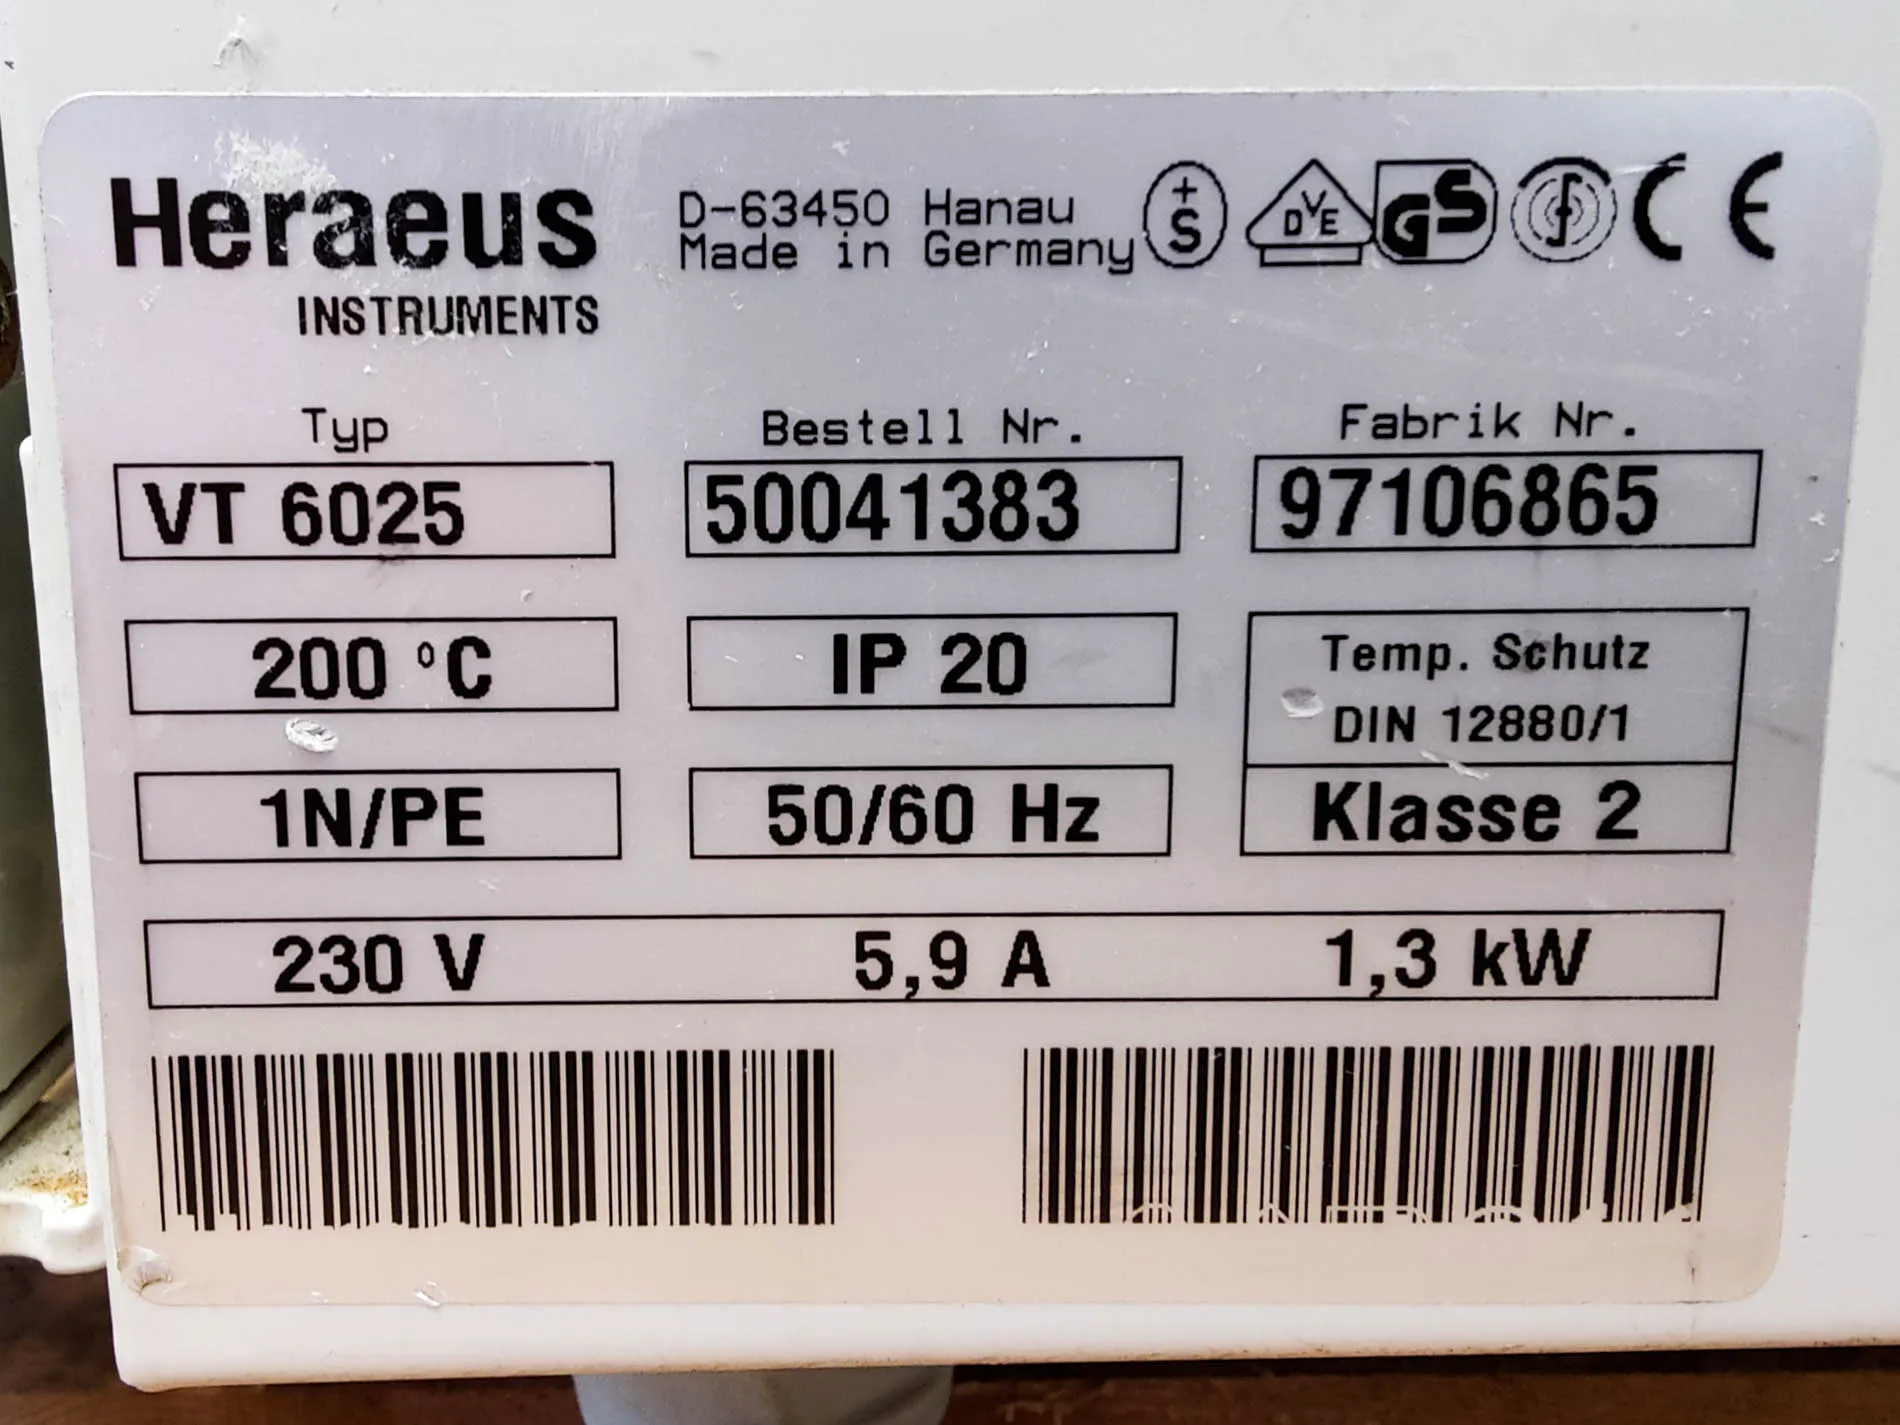 Heraeus
INSTRUMENTS
D-63450 Hanau
Made in Germany
+
S
DVE
GS
CE
Typ
Bestell Nr.
Fabrik Nr.
VT 6025
50041383
97106865
200 °C
IP 20
Temp. Schutz
DIN 12880/1
1N/PE
50/60 Hz
Klasse 2
230 V 5,9 A 1,3 kW